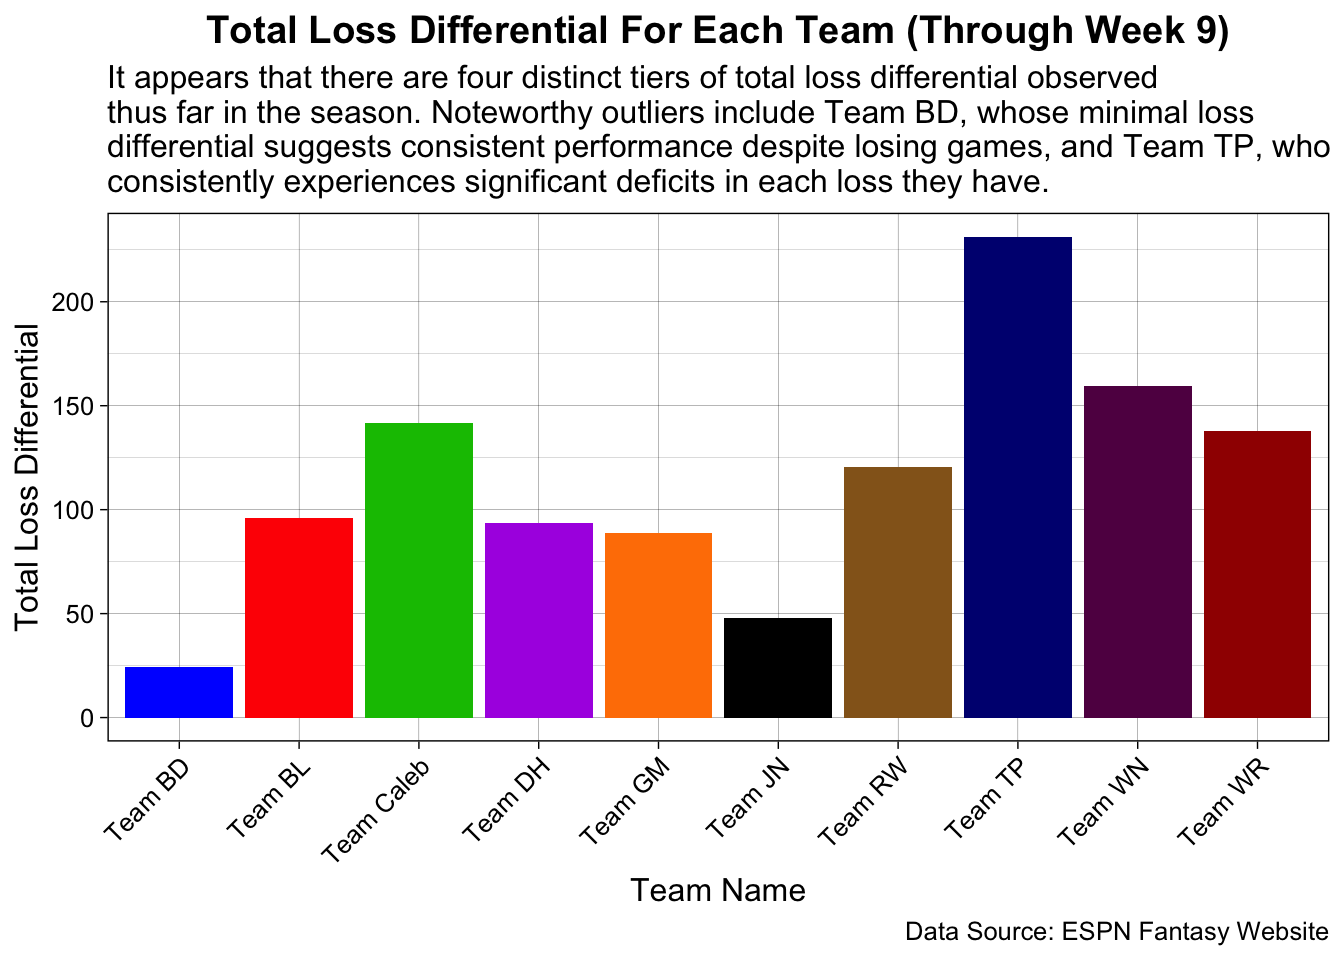 Total Loss Differential For Each Team (Through Week 9)
It appears that there are four distinct tiers of total loss differential observed
thus far in the season. Noteworthy outliers include Team BD, whose minimal loss
differential suggests consistent performance despite losing games, and Team TP, who
consistently experiences significant deficits in each loss they have.
Total Loss Differential
200
150
100
50
0
Team BD
Team BL
Team Caleb
Team DH
Team GM
Team JN
Team RW
Team TP
Team WN
Team WR
Team Name
Data Source: ESPN Fantasy Website